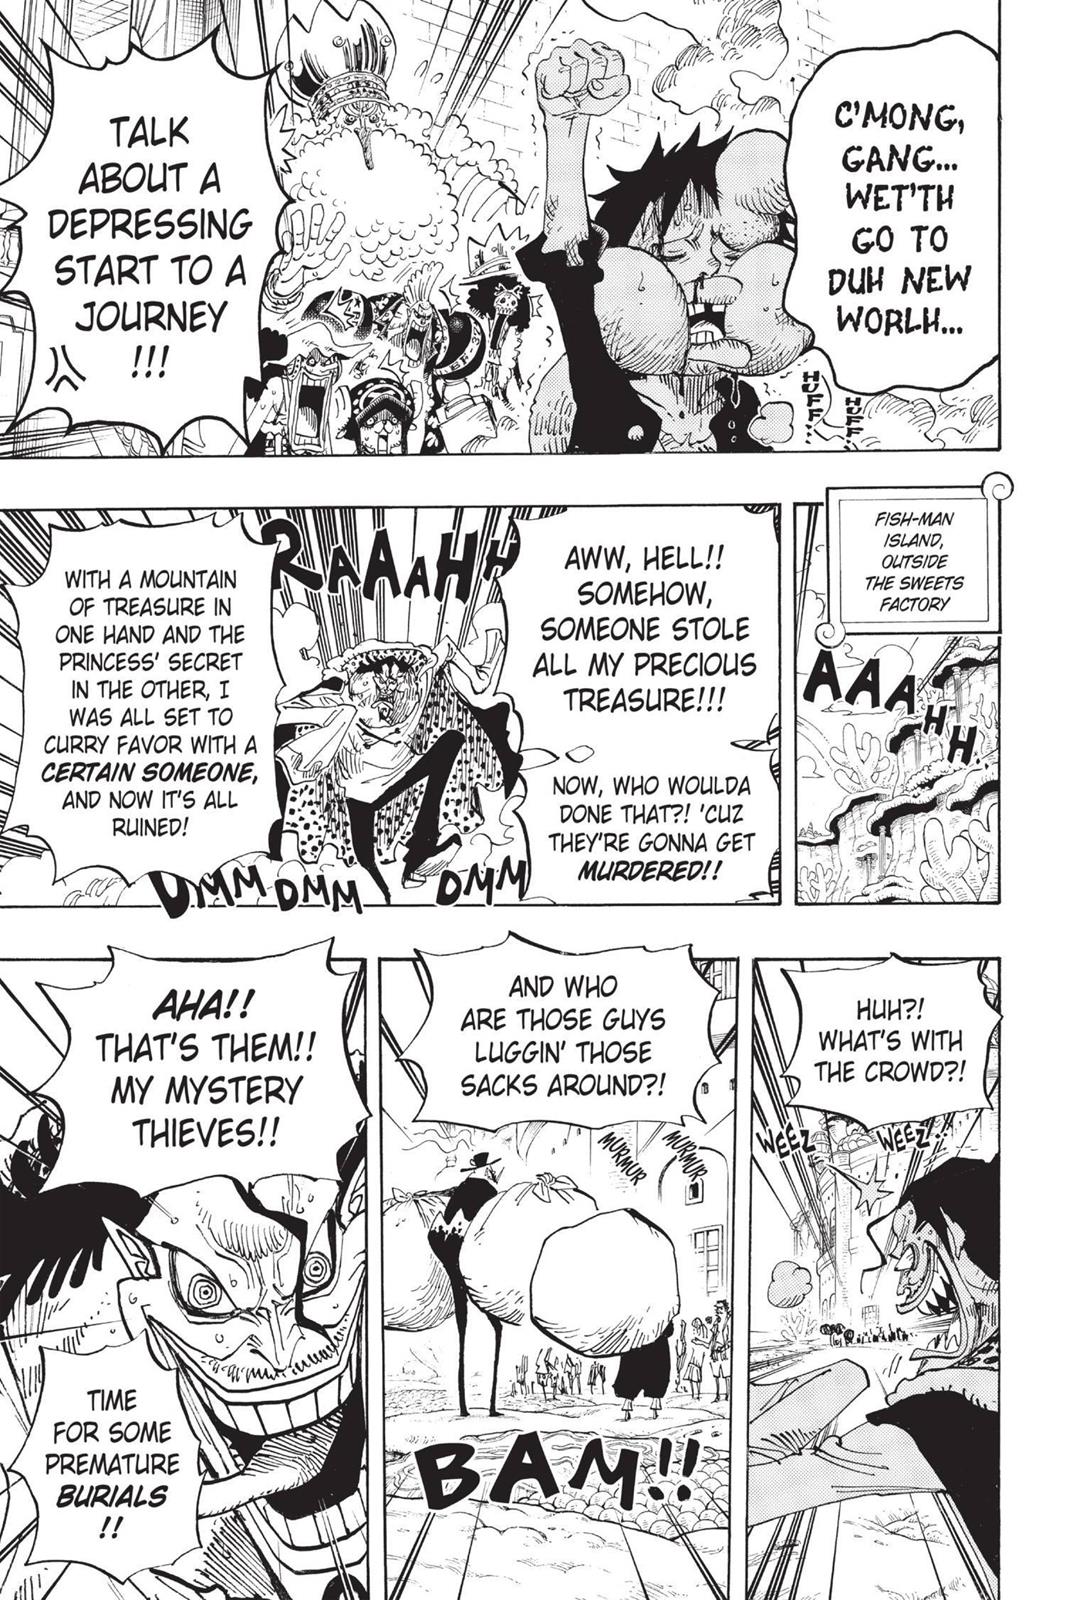 C'MONG,
GANG...
WET'TH
GO TO
DUH NEW
WORLH...
HUFF...
HUFF...
TALK
ABOUT A
DEPRESSING
START TO A
JOURNEY
!!!
FISH-MAN
ISLAND,
OUTSIDE
THE SWEETS
FACTORY
AAAHH
AWW, HELL!!
SOMEHOW,
SOMEONE STOLE
ALL MY PRECIOUS
TREASURE!!!
NOW, WHO WOULDA
DONE THAT?! 'CUZ
THEY'RE GONNA GET
MURDERED!!
RAAAHH
DMM DMM DMM
WITH A MOUNTAIN
OF TREASURE IN
ONE HAND AND THE
PRINCESS' SECRET
IN THE OTHER, I
WAS ALL SET TO
CURRY FAVOR WITH A
CERTAIN SOMEONE,
AND NOW IT'S ALL
RUINED!
HUH?!
WHAT'S WITH
THE CROWD?!
WEEZ WEEZ..
AND WHO
ARE THOSE GUYS
LUGGIN' THOSE
SACKS AROUND?!
MURMUR
MURMUR
BAM!!
AHA!!
THAT'S THEM!!
MY MYSTERY
THIEVES!!
TIME
FOR SOME
PREMATURE
BURIALS
!!